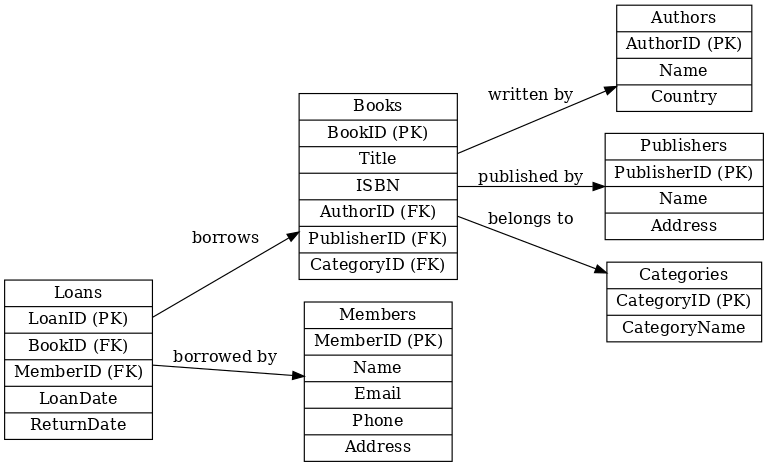 Authors
AuthorID (PK)
Name
Country
written by
Books
BookID (PK)
Title
ISBN
AuthorID (FK)
PublisherID (FK)
CategoryID (FK)
published by
Publishers
PublisherID (PK)
Name
Address
belongs to
Categories
CategoryID (PK)
CategoryName
borrows
Loans
LoanID (PK)
BookID (FK)
MemberID (FK)
LoanDate
ReturnDate
borrowed by
Members
MemberID (PK)
Name
Email
Phone
Address